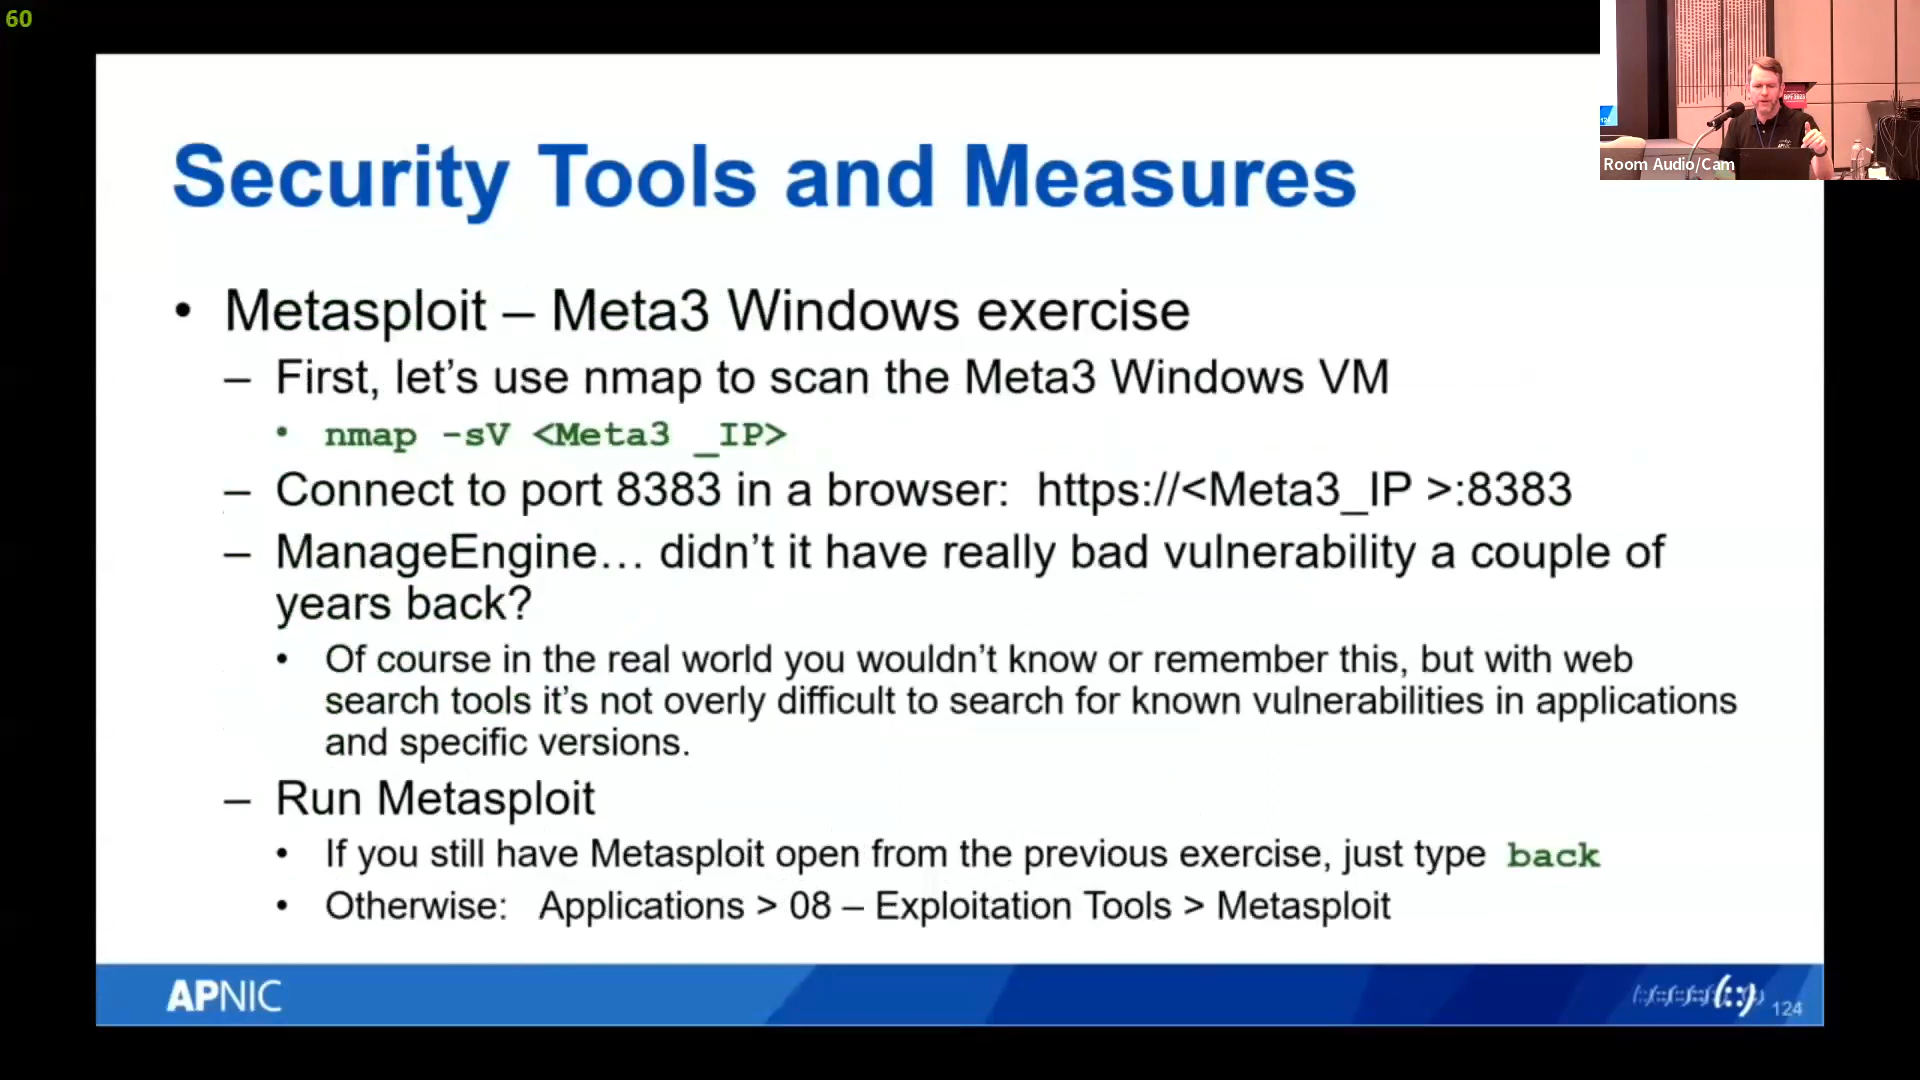 60
Room Audio/Cam
Security Tools and Measures
• Metasploit – Meta3 Windows exercise
– First, let's use nmap to scan the Meta3 Windows VM
• nmap -sV <Meta3 _IP>
– Connect to port 8383 in a browser: https://<Meta3_IP >:8383
– ManageEngine… didn't it have really bad vulnerability a couple of
years back?
• Of course in the real world you wouldn't know or remember this, but with web
search tools it's not overly difficult to search for known vulnerabilities in applications
and specific versions.
– Run Metasploit
• If you still have Metasploit open from the previous exercise, just type back
• Otherwise: Applications > 08 – Exploitation Tools > Metasploit
APNIC
124